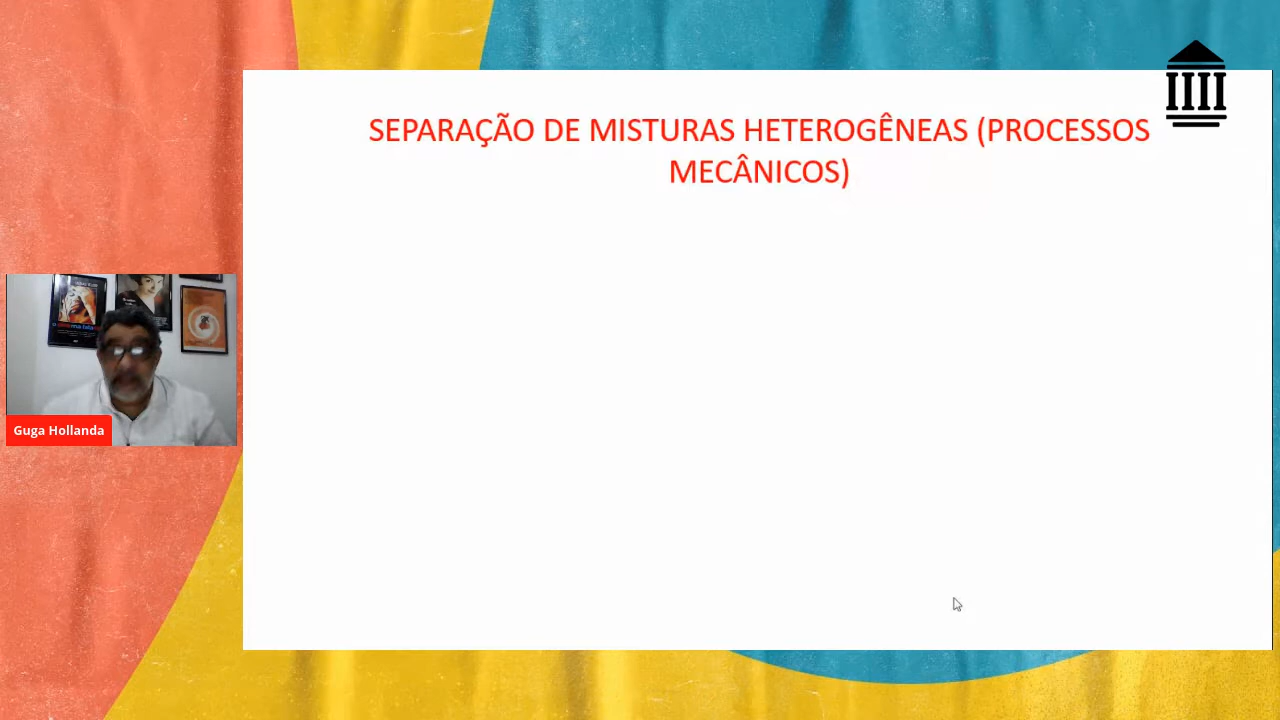 SEPARAÇÃO DE MISTURAS HETEROGÊNEAS (PROCESSOS
MECÂNICOS)
Guga Hollanda